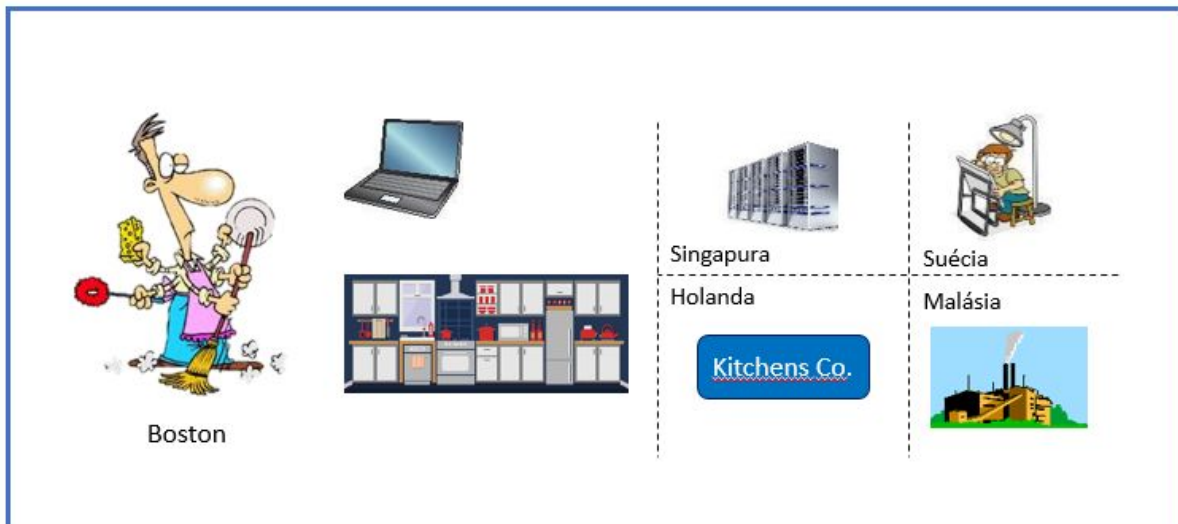 Singapura
Suécia
Holanda
Malásia
Kitchens Co.
Boston